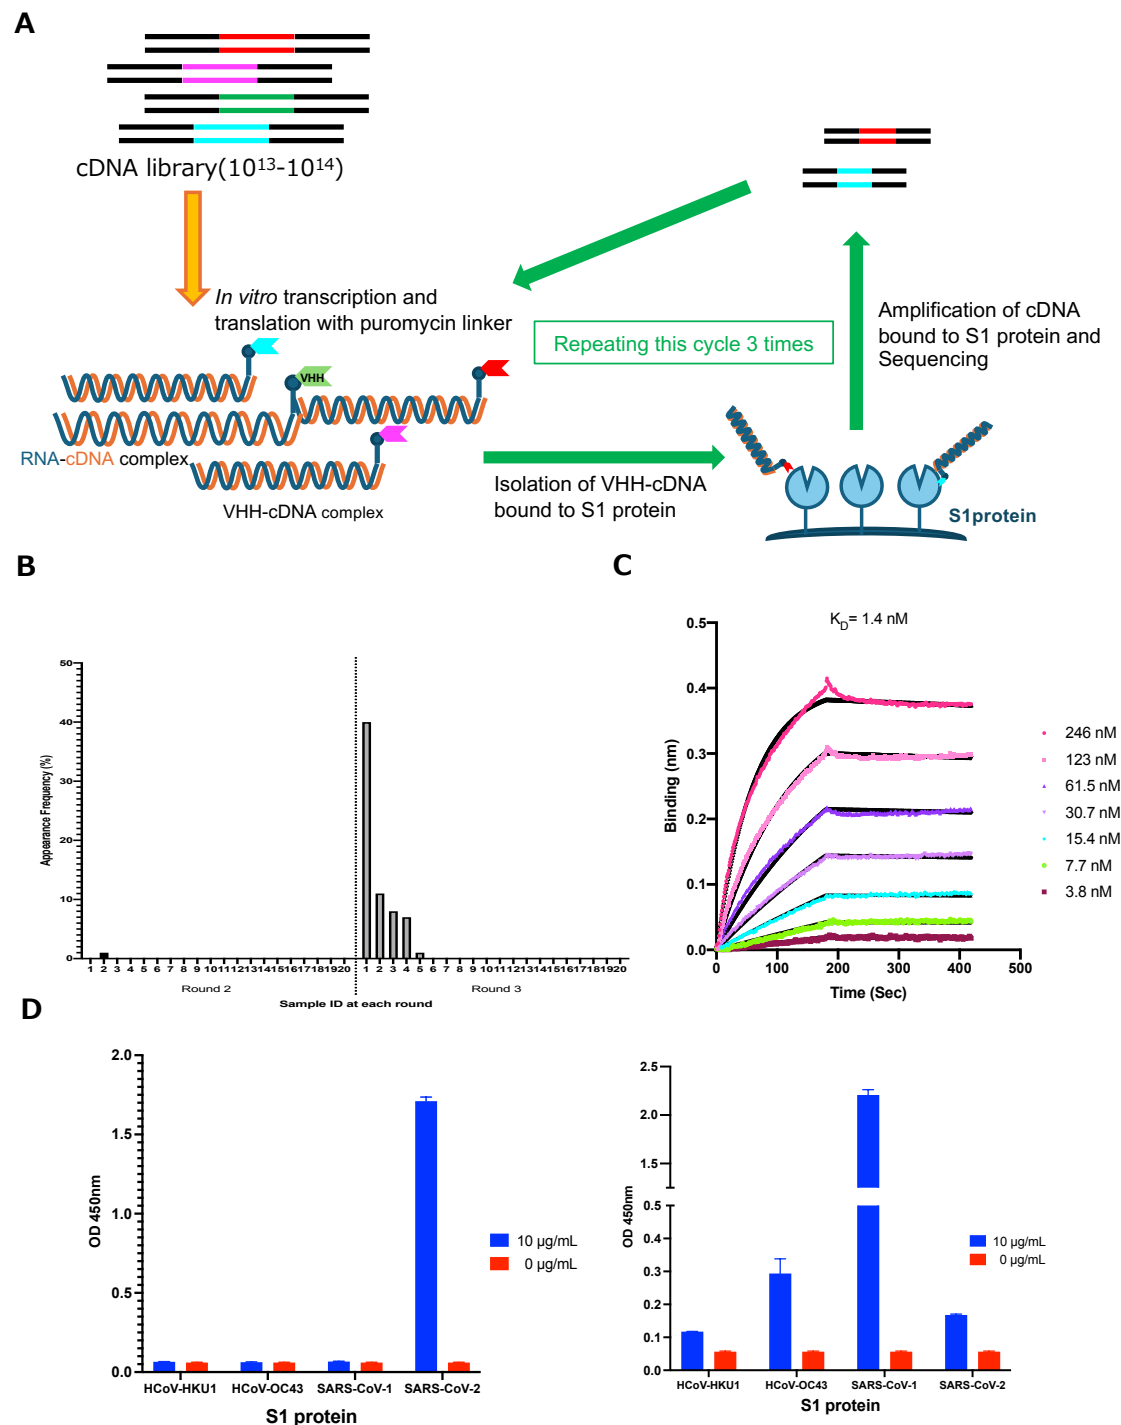 A
cDNA library(10¹³-10¹⁴)
In vitro transcription and
translation with puromycin linker
Repeating this cycle 3 times
Amplification of cDNA
bound to S1 protein and
Sequencing
VHH
RNA-cDNA complex
VHH-cDNA complex
Isolation of VHH-cDNA
bound to S1 protein
S1protein
B
Appearance Frequency (%)
50
40
30
20
10
0
1 2 3 4 5 6 7 8 9 10 11 12 13 14 15 16 17 18 19 20
1 2 3 4 5 6 7 8 9 10 11 12 13 14 15 16 17 18 19 20
Round 2
Round 3
Sample ID at each round
C
K_D= 1.4 nM
Binding (nm)
0.5
0.4
0.3
0.2
0.1
0.0
0 100 200 300 400 500
Time (Sec)
246 nM
123 nM
61.5 nM
30.7 nM
15.4 nM
7.7 nM
3.8 nM
D
OD 450nm
2.0
1.5
1.0
0.5
0.0
HCoV-HKU1 HCoV-OC43 SARS-CoV-1 SARS-CoV-2
S1 protein
10 µg/mL
0 µg/mL
OD 450nm
2.5
2.0
1.5
0.5
0.4
0.3
0.2
0.1
0.0
HCoV-HKU1 HCoV-OC43 SARS-CoV-1 SARS-CoV-2
S1 protein
10 µg/mL
0 µg/mL